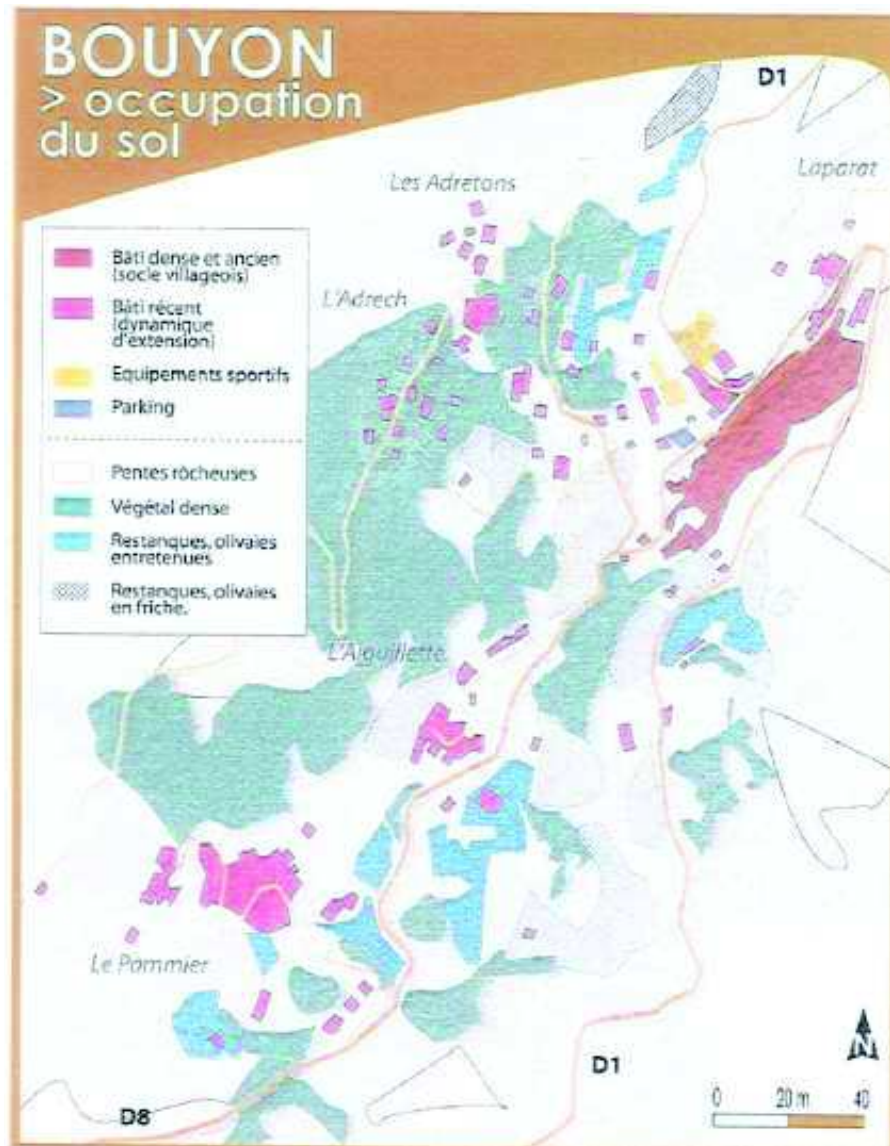 BOUYON
> occupation
du sol
D1
Laparat
Les Adretons
L'Adrech
Bâti dense et ancien
(socle villageois)
Bâti récent
(dynamique
d'extension)
Equipements sportifs
Parking
Pentes rocheuses
Végétal dense
Restanques, olivaies
entretenues
Restanques, olivaies
en friche.
L'Aiguillette
Le Pommier
D8
D1
N
0 20 m 40